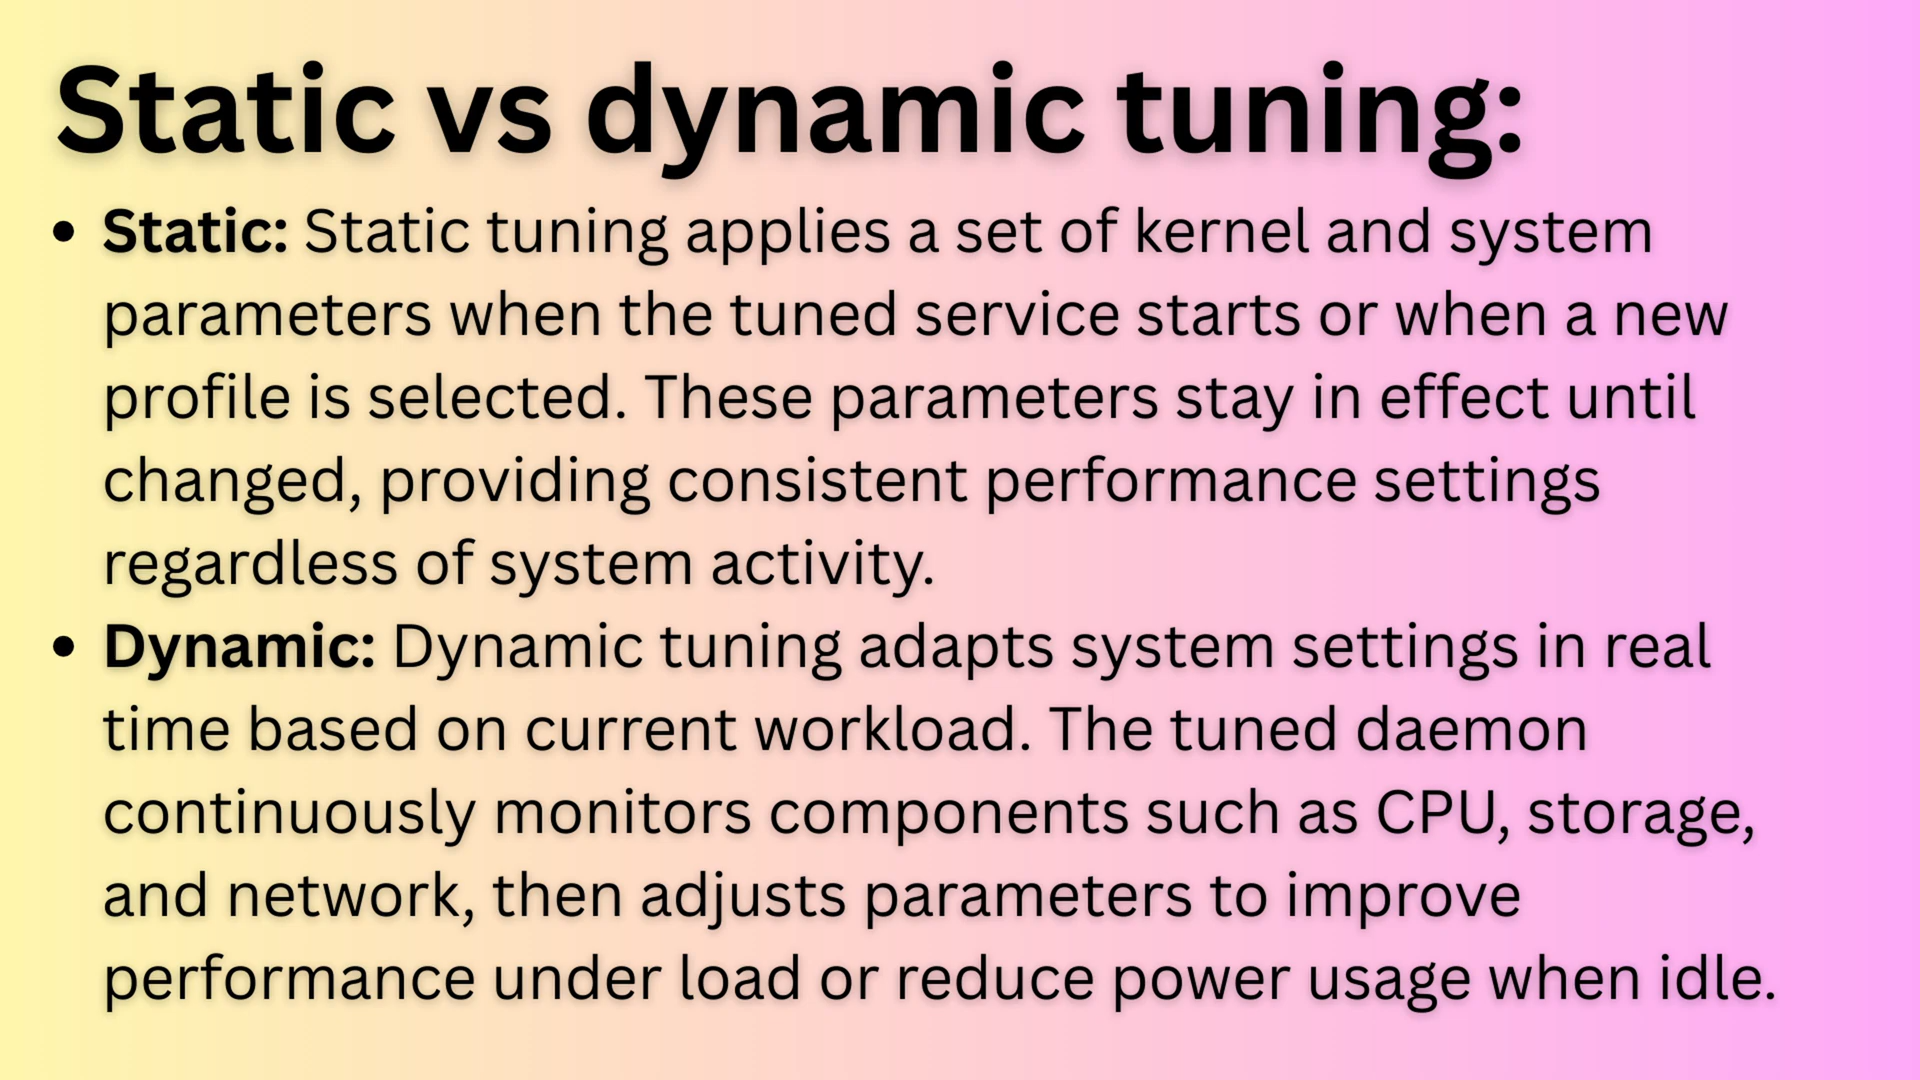 Static vs dynamic tuning:
• Static: Static tuning applies a set of kernel and system
parameters when the tuned service starts or when a new
profile is selected. These parameters stay in effect until
changed, providing consistent performance settings
regardless of system activity.
• Dynamic: Dynamic tuning adapts system settings in real
time based on current workload. The tuned daemon
continuously monitors components such as CPU, storage,
and network, then adjusts parameters to improve
performance under load or reduce power usage when idle.